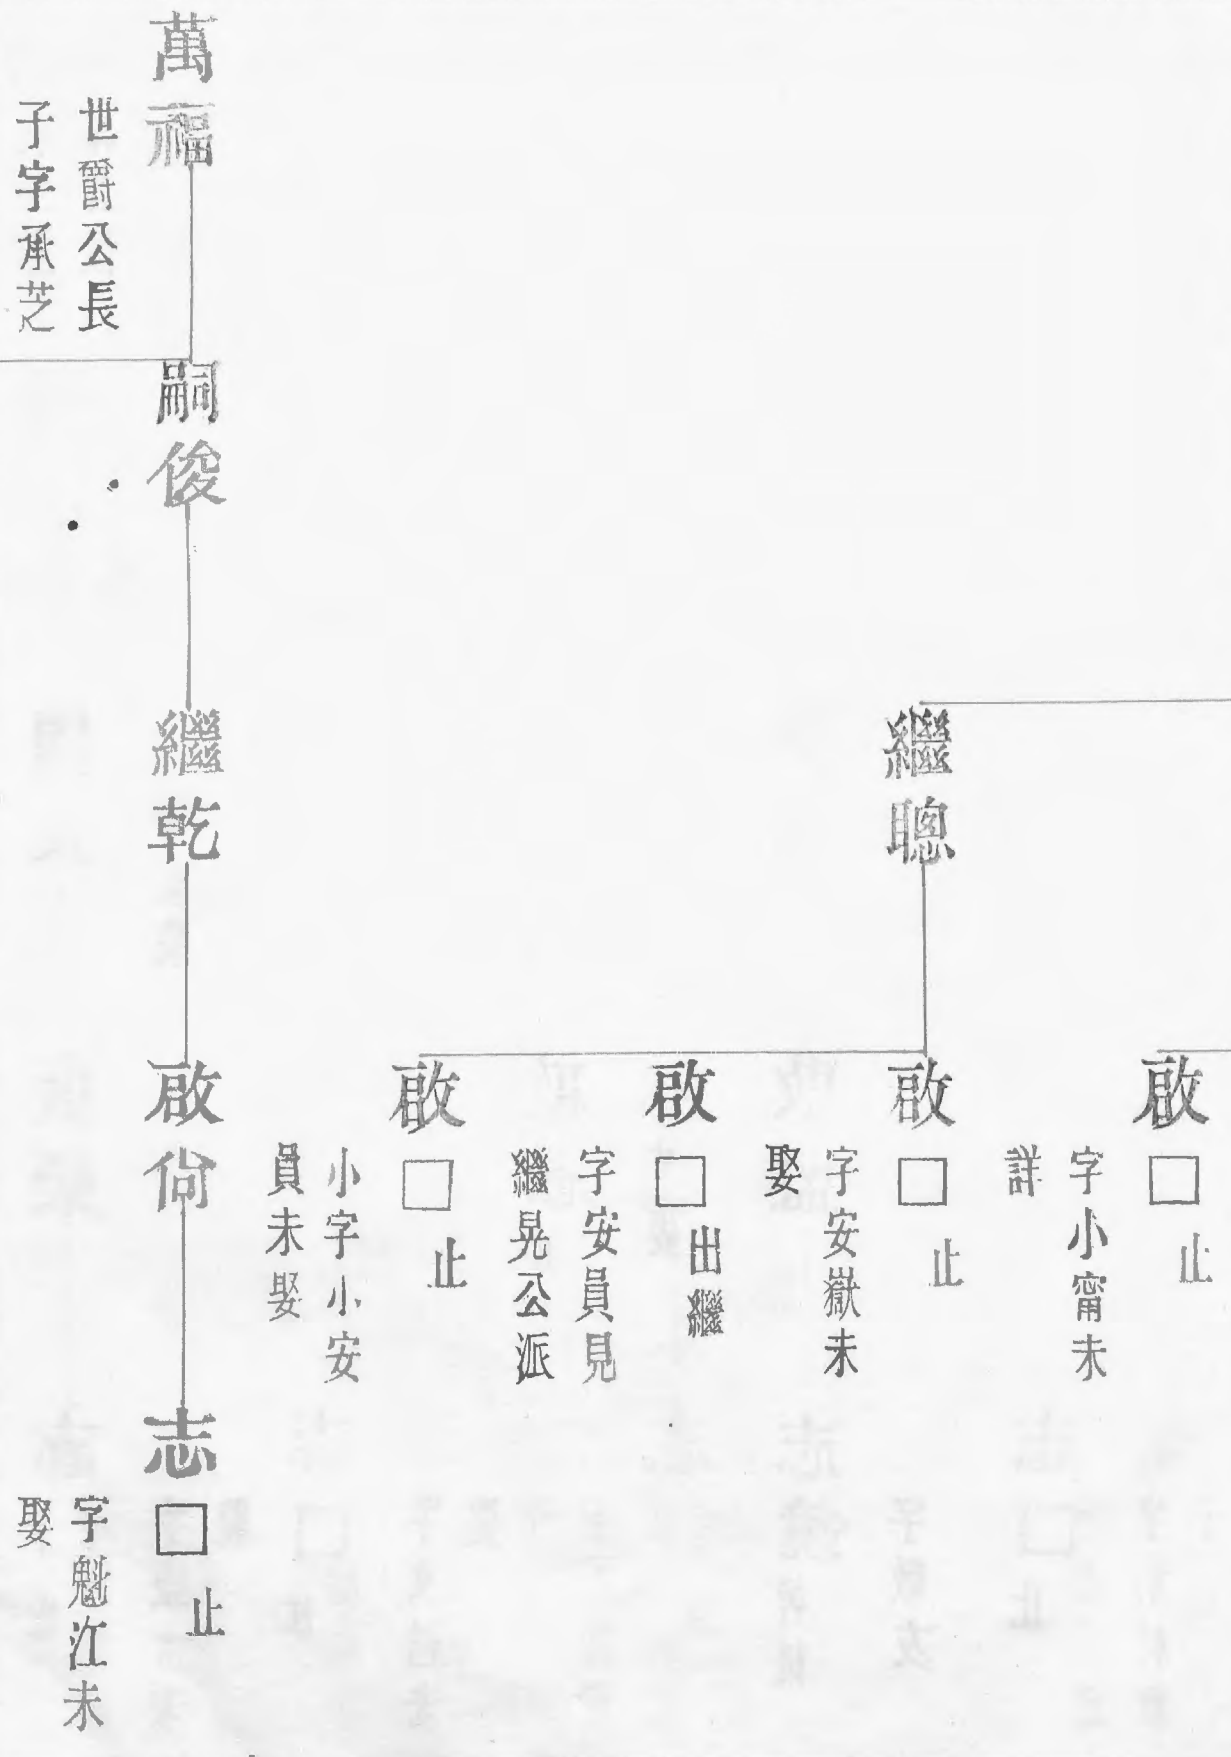 啟□
止
字小甯未
詳
繼聰
啟□
止
字安嶽未
娶
啟□
出繼
字安員見
繼晃公派
啟□
止
小字小安
員未娶
萬福
世爵公長
子字承芝
嗣俊
繼乾
啟尙
志□
止
字魁江未
娶